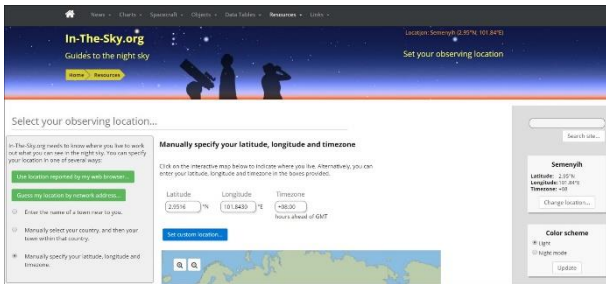 News Charts Spacecraft Objects Data Tables Resources Links
In-The-Sky.org
Guides to the night sky
Home Resources
Location: Semenyih (2.95°N; 101.84°E)
Set your observing location
Select your observing location...
In-The-Sky.org needs to know where you live to work
out what you can see in the night sky. You can specify
your location in one of several ways:
Use location reported by my web browser...
Guess my location by network address...
Enter the name of a town near to you.
Manually select your country, and then your
town within that country.
Manually specify your latitude, longitude and
timezone.
Manually specify your latitude, longitude and timezone
Click on the interactive map below to indicate where you live. Alternatively, you can
enter your latitude, longitude and timezone in the boxes provided.
Latitude Longitude Timezone
2.9516 °N 101.8430 °E +08:00
hours ahead of GMT
Set custom location...
Search site...
Semenyih
Latitude: 2.95°N
Longitude: 101.84°E
Timezone: +08
Change location...
Color scheme
Light
Night mode
Update